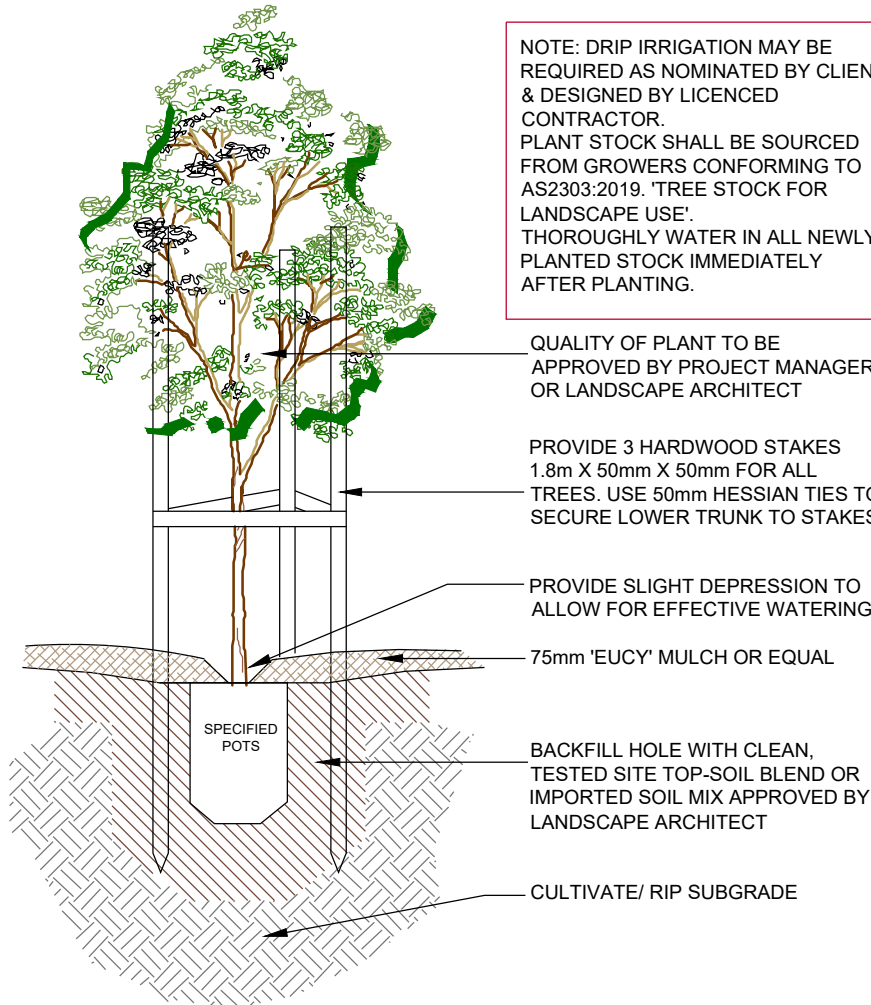 NOTE: DRIP IRRIGATION MAY BE
REQUIRED AS NOMINATED BY CLIEN
& DESIGNED BY LICENCED
CONTRACTOR.
PLANT STOCK SHALL BE SOURCED
FROM GROWERS CONFORMING TO
AS2303:2019. 'TREE STOCK FOR
LANDSCAPE USE'.
THOROUGHLY WATER IN ALL NEWLY
PLANTED STOCK IMMEDIATELY
AFTER PLANTING.
QUALITY OF PLANT TO BE
APPROVED BY PROJECT MANAGER
OR LANDSCAPE ARCHITECT
PROVIDE 3 HARDWOOD STAKES
1.8m X 50mm X 50mm FOR ALL
TREES. USE 50mm HESSIAN TIES TO
SECURE LOWER TRUNK TO STAKES
PROVIDE SLIGHT DEPRESSION TO
ALLOW FOR EFFECTIVE WATERING
75mm 'EUCY' MULCH OR EQUAL
SPECIFIED
POTS
BACKFILL HOLE WITH CLEAN,
TESTED SITE TOP-SOIL BLEND OR
IMPORTED SOIL MIX APPROVED BY
LANDSCAPE ARCHITECT
CULTIVATE/ RIP SUBGRADE